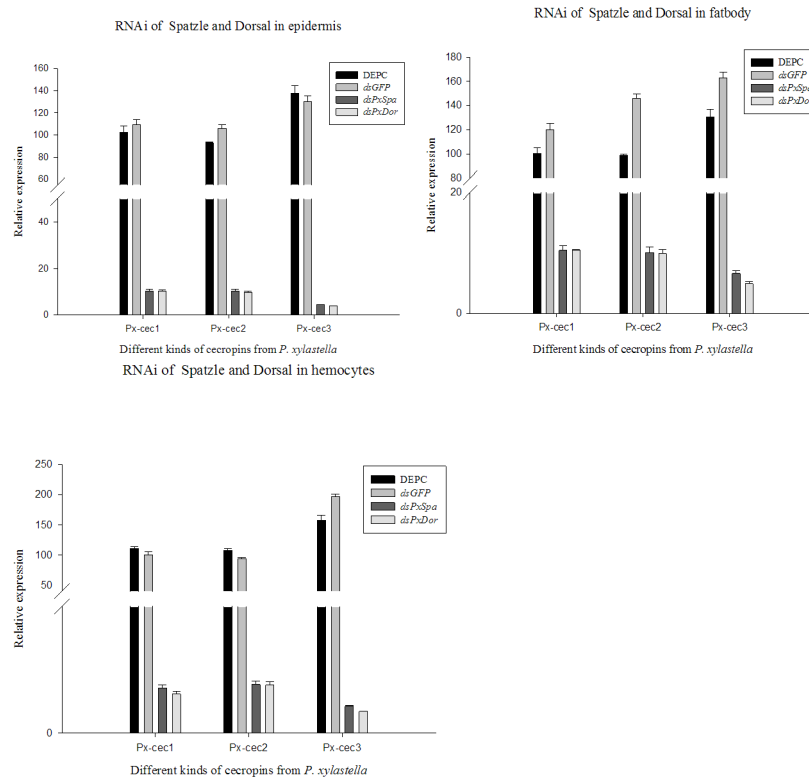 RNAi of Spatzle and Dorsal in epidermis
Relative expression
160
140
120
100
80
60
40
20
0
DEPC
dsGFP
dsPxSpa
dsPxDor
Px-cec1 Px-cec2 Px-cec3
Different kinds of cecropins from P. xylastella
RNAi of Spatzle and Dorsal in fatbody
Relative expression
180
160
140
120
100
80
20
0
DEPC
dsGFP
dsPxSpa
dsPxDor
Px-cec1 Px-cec2 Px-cec3
Different kinds of cecropins from P. xylastella
RNAi of Spatzle and Dorsal in hemocytes
Relative expression
250
200
150
100
50
0
DEPC
dsGFP
dsPxSpa
dsPxDor
Px-cec1 Px-cec2 Px-cec3
Different kinds of cecropins from P. xylastella